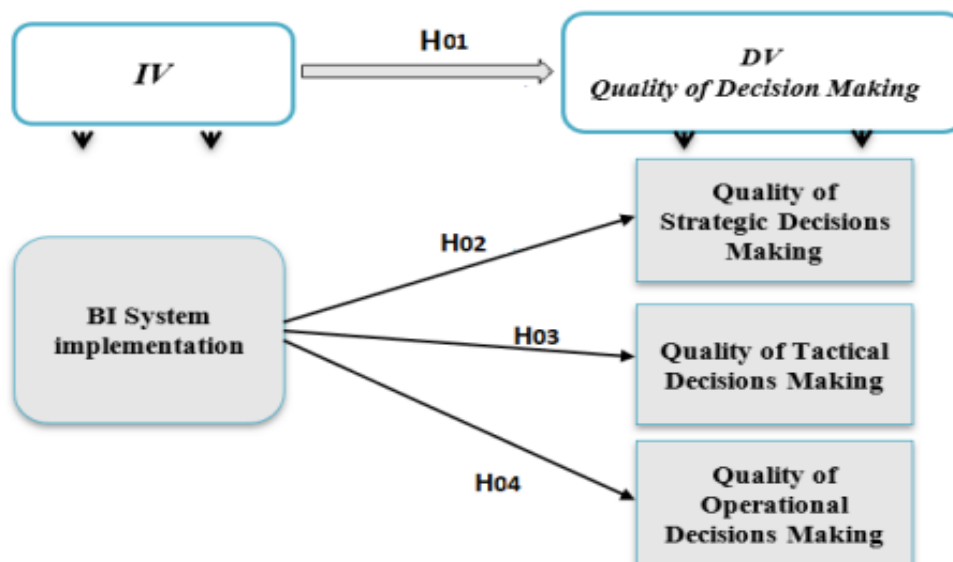 IV
H01
DV
Quality of Decision Making
BI System
implementation
H02
H03
H04
Quality of
Strategic Decisions
Making
Quality of Tactical
Decisions Making
Quality of
Operational
Decisions Making